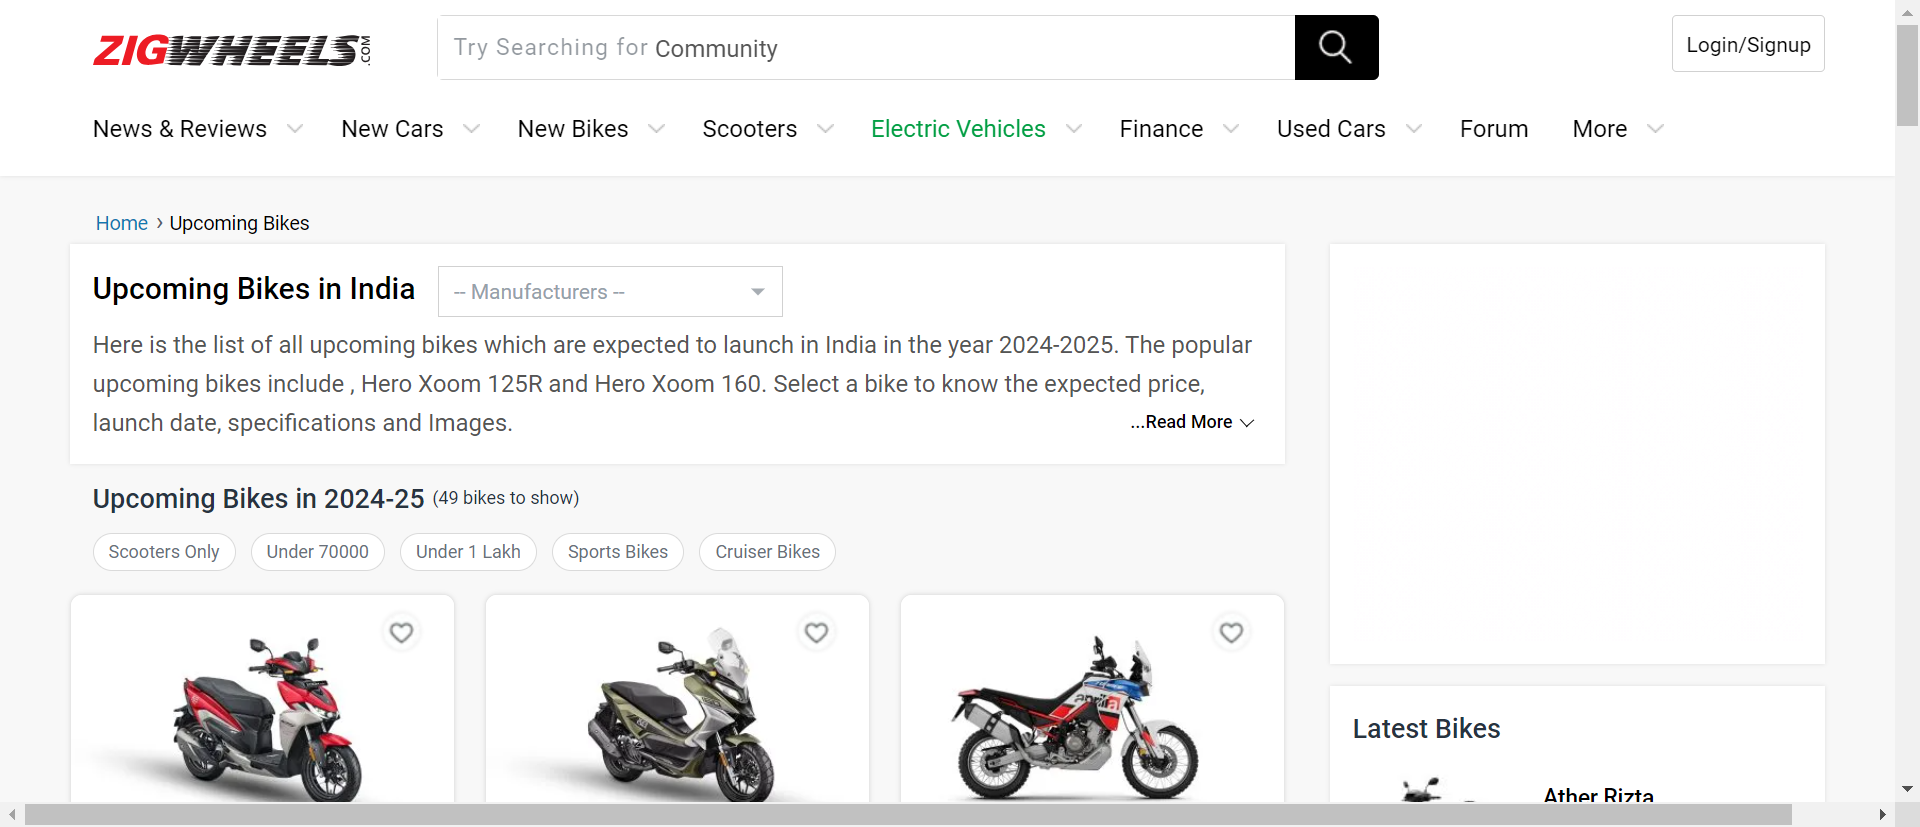 ZIGWHEELS.COM
Try Searching for Community
Login/Signup
News & Reviews New Cars New Bikes Scooters Electric Vehicles Finance Used Cars Forum More
Home › Upcoming Bikes
Upcoming Bikes in India
-- Manufacturers --
Here is the list of all upcoming bikes which are expected to launch in India in the year 2024-2025. The popular
upcoming bikes include , Hero Xoom 125R and Hero Xoom 160. Select a bike to know the expected price,
launch date, specifications and Images.
...Read More
Upcoming Bikes in 2024-25 (49 bikes to show)
Scooters Only Under 70000 Under 1 Lakh Sports Bikes Cruiser Bikes
aprilia
Latest Bikes
Ather Rizta